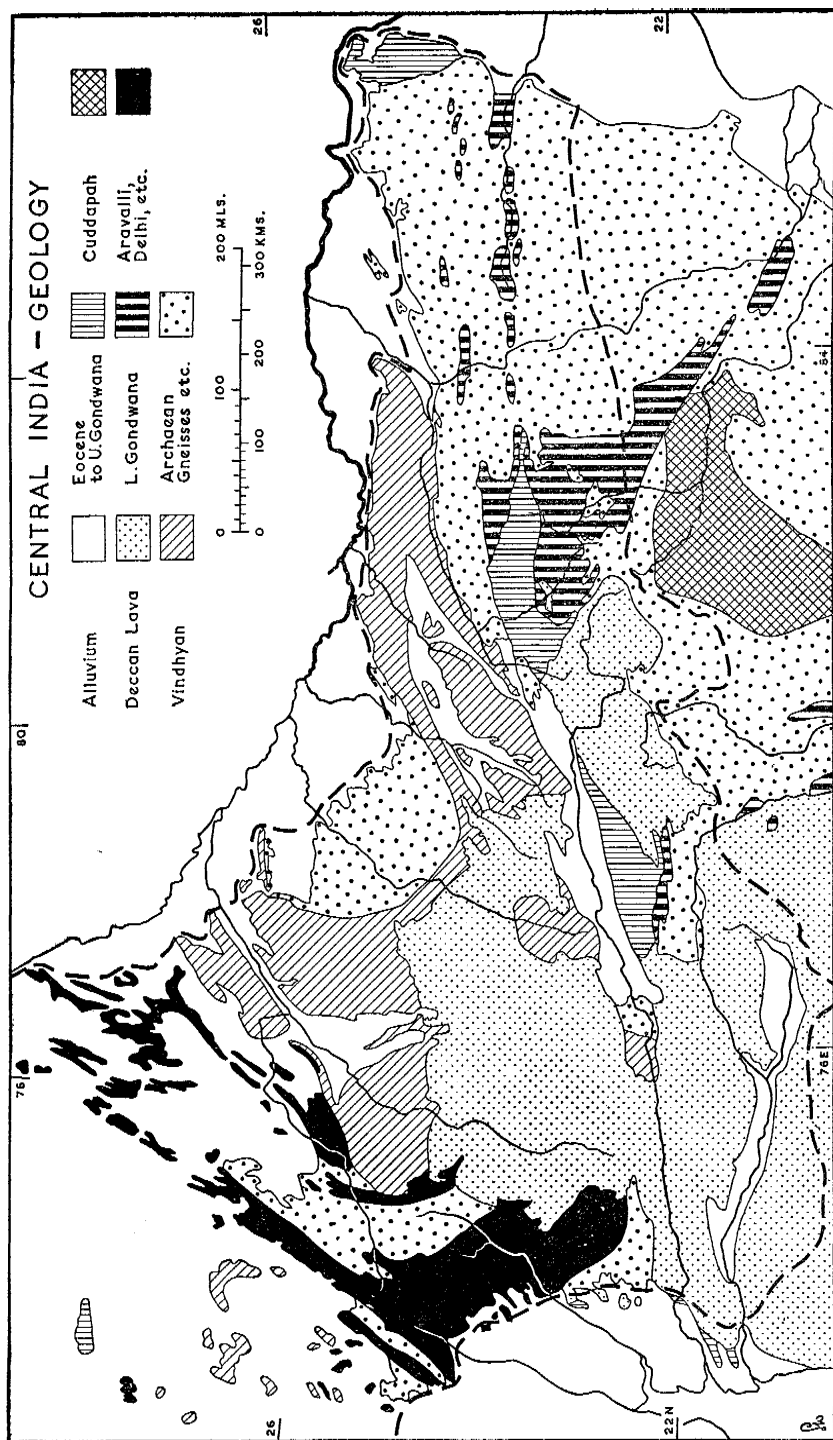 CENTRAL INDIA – GEOLOGY
Alluvium
Eocene
to U.Gondwana
Cuddapah
Deccan Lava
L.Gondwana
Aravalli,
Delhi, etc.
Vindhyan
Archaean
Gneisses etc.
0 100 200 MLS.
0 100 200 300 KMS.
76
80
26
26
22
22N
76E
84